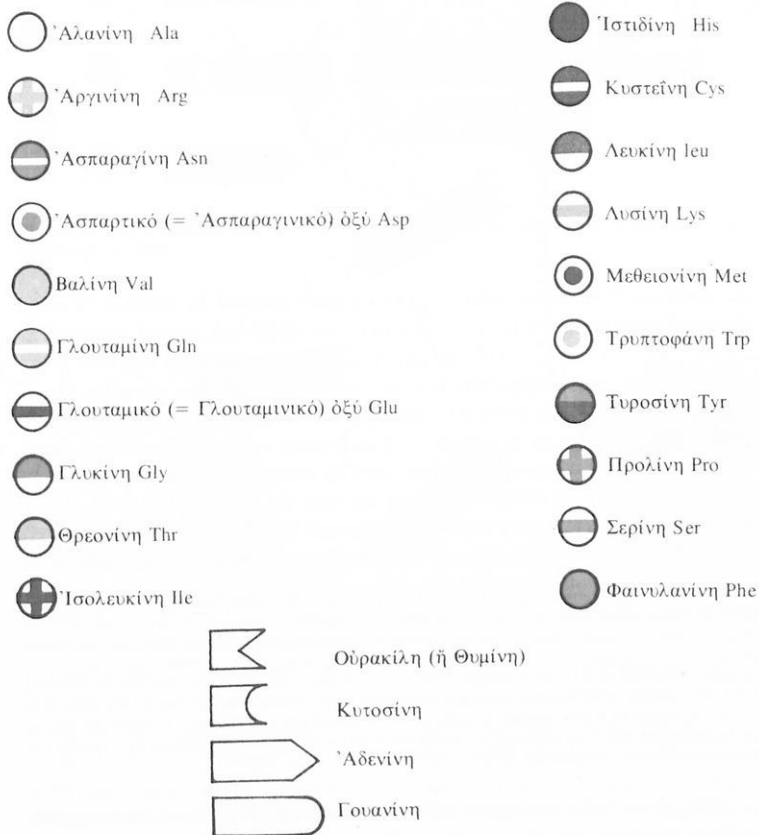 Ἀλανίνη Ala
Ἀργινίνη Arg
Ἀσπαραγίνη Asn
Ἀσπαρτικό (= Ἀσπαραγινικό) ὀξύ Asp
Βαλίνη Val
Γλουταμίνη Gln
Γλουταμικό (= Γλουταμινικό) ὀξύ Glu
Γλυκίνη Gly
Θρεονίνη Thr
Ἰσολευκίνη Ile
Ἱστιδίνη His
Κυστεΐνη Cys
Λευκίνη leu
Λυσίνη Lys
Μεθειονίνη Met
Τρυπτοφάνη Trp
Τυροσίνη Tyr
Προλίνη Pro
Σερίνη Ser
Φαινυλανίνη Phe
Οὐρακίλη (ἤ Θυμίνη)
Κυτοσίνη
Ἀδενίνη
Γουανίνη